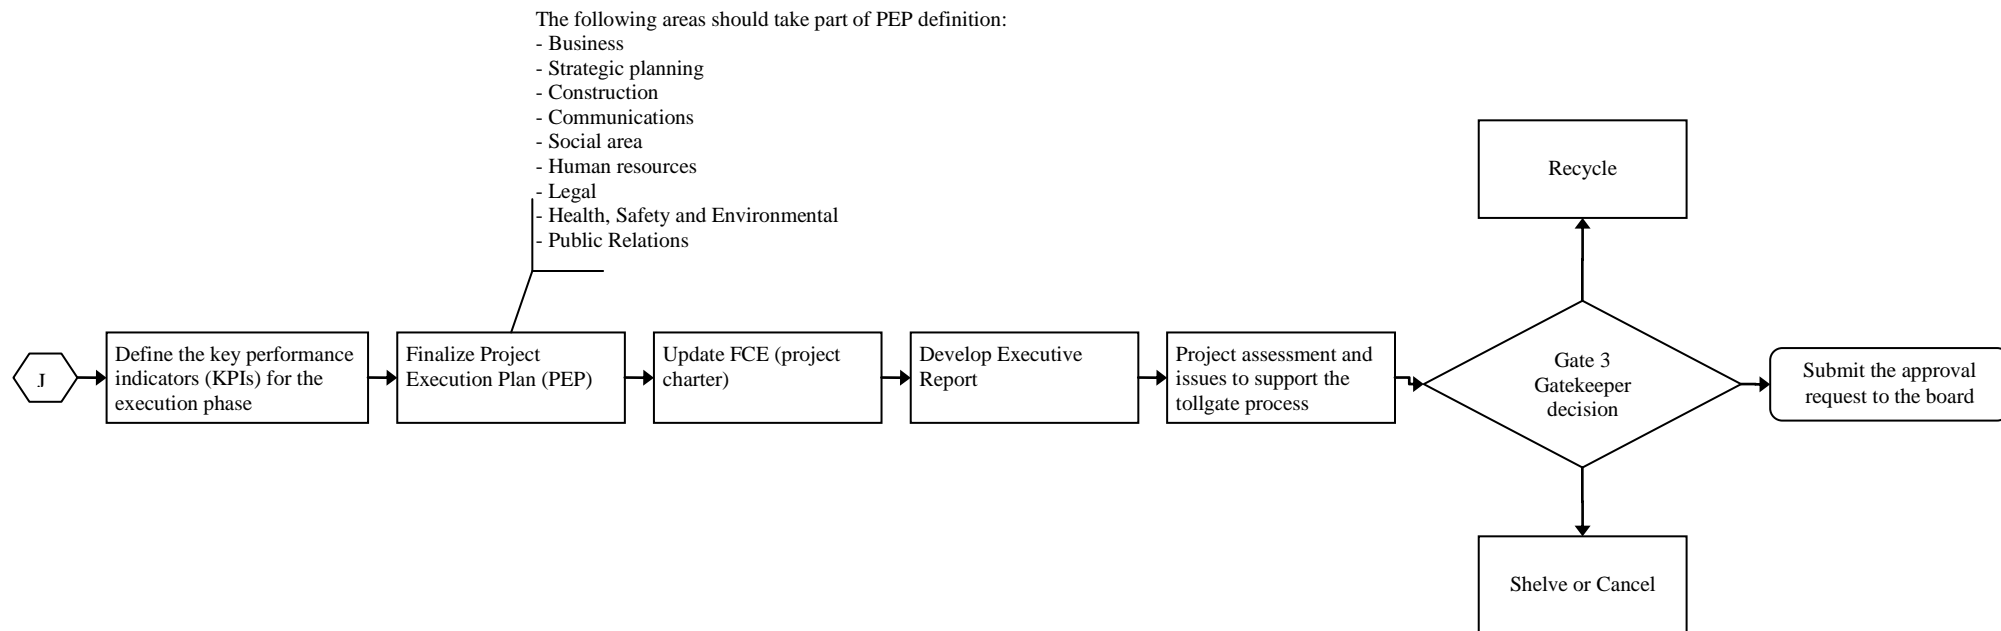 The following areas should take part of PEP definition:
- Business
- Strategic planning
- Construction
- Communications
- Social area
- Human resources
- Legal
- Health, Safety and Environmental
- Public Relations
Recycle
J
Define the key performance
indicators (KPIs) for the
execution phase
Finalize Project
Execution Plan (PEP)
Update FCE (project
charter)
Develop Executive
Report
Project assessment and
issues to support the
tollgate process
Gate 3
Gatekeeper
decision
Submit the approval
request to the board
Shelve or Cancel